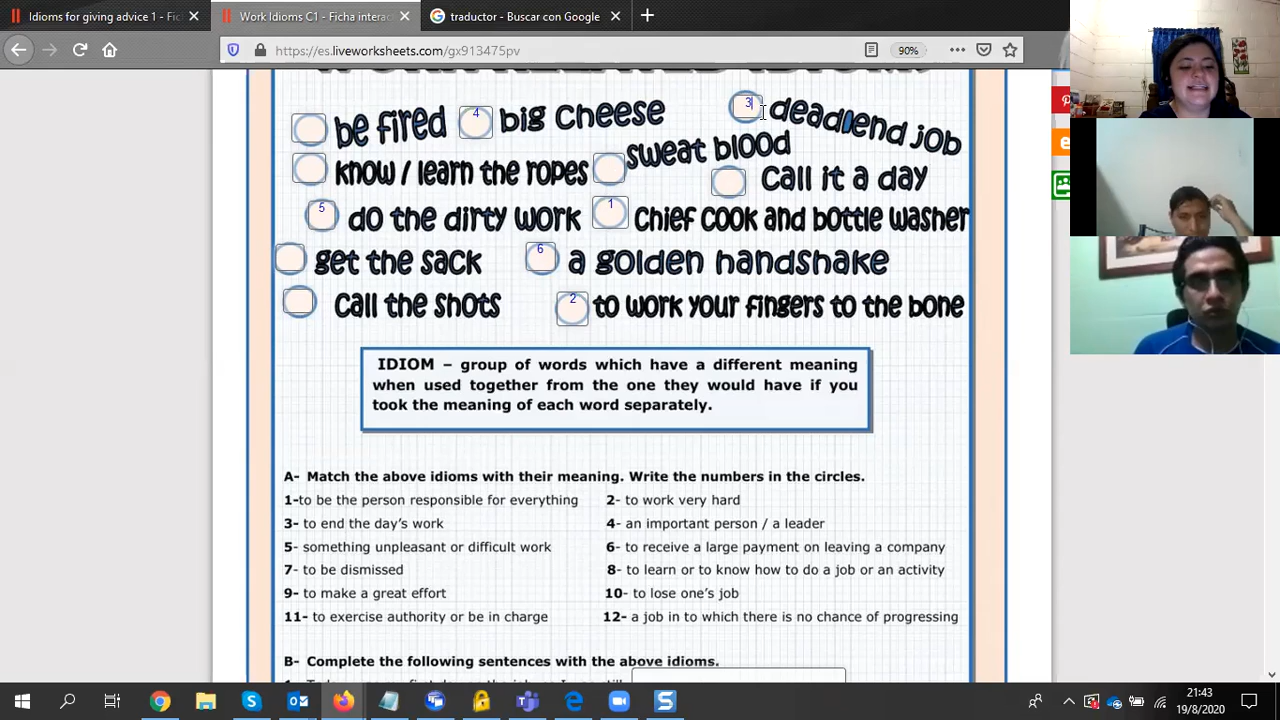 Idioms for giving advice 1 - Fic
Work Idioms C1 - Ficha interac
traductor - Buscar con Google
https://es.liveworksheets.com/gx913475pv
90%
3 deadlend job
be fired 4 big cheese
sweat blood
know / learn the ropes
call it a day
5 do the dirty work 1 chief cook and bottle washer
get the sack 6 a golden handshake
call the shots 2 to work your fingers to the bone
IDIOM – group of words which have a different meaning
when used together from the one they would have if you
took the meaning of each word separately.
A- Match the above idioms with their meaning. Write the numbers in the circles.
1-to be the person responsible for everything 2- to work very hard
3- to end the day's work 4- an important person / a leader
5- something unpleasant or difficult work 6- to receive a large payment on leaving a company
7- to be dismissed 8- to learn or to know how to do a job or an activity
9- to make a great effort 10- to lose one's job
11- to exercise authority or be in charge 12- a job in to which there is no chance of progressing
B- Complete the following sentences with the above idioms.
21:43
19/8/2020